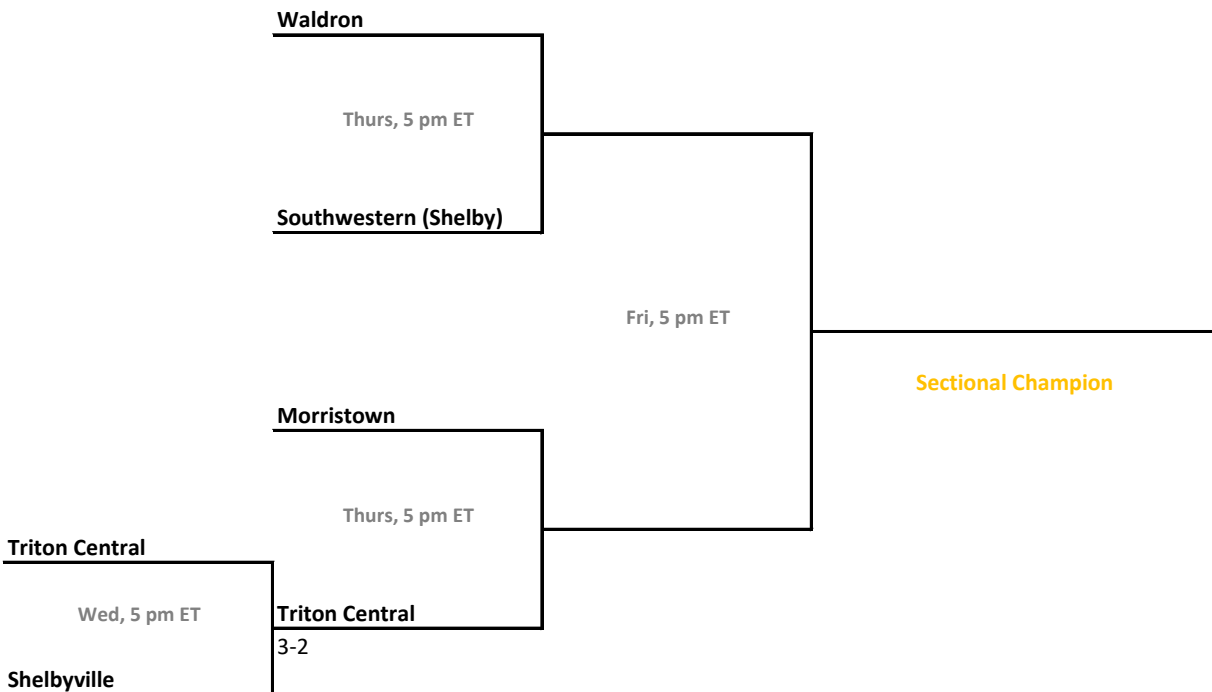 Waldron
Thurs, 5 pm ET
Southwestern (Shelby)
Fri, 5 pm ET
Sectional Champion
Morristown
Thurs, 5 pm ET
Triton Central
Wed, 5 pm ET
Triton Central
3-2
Shelbyville